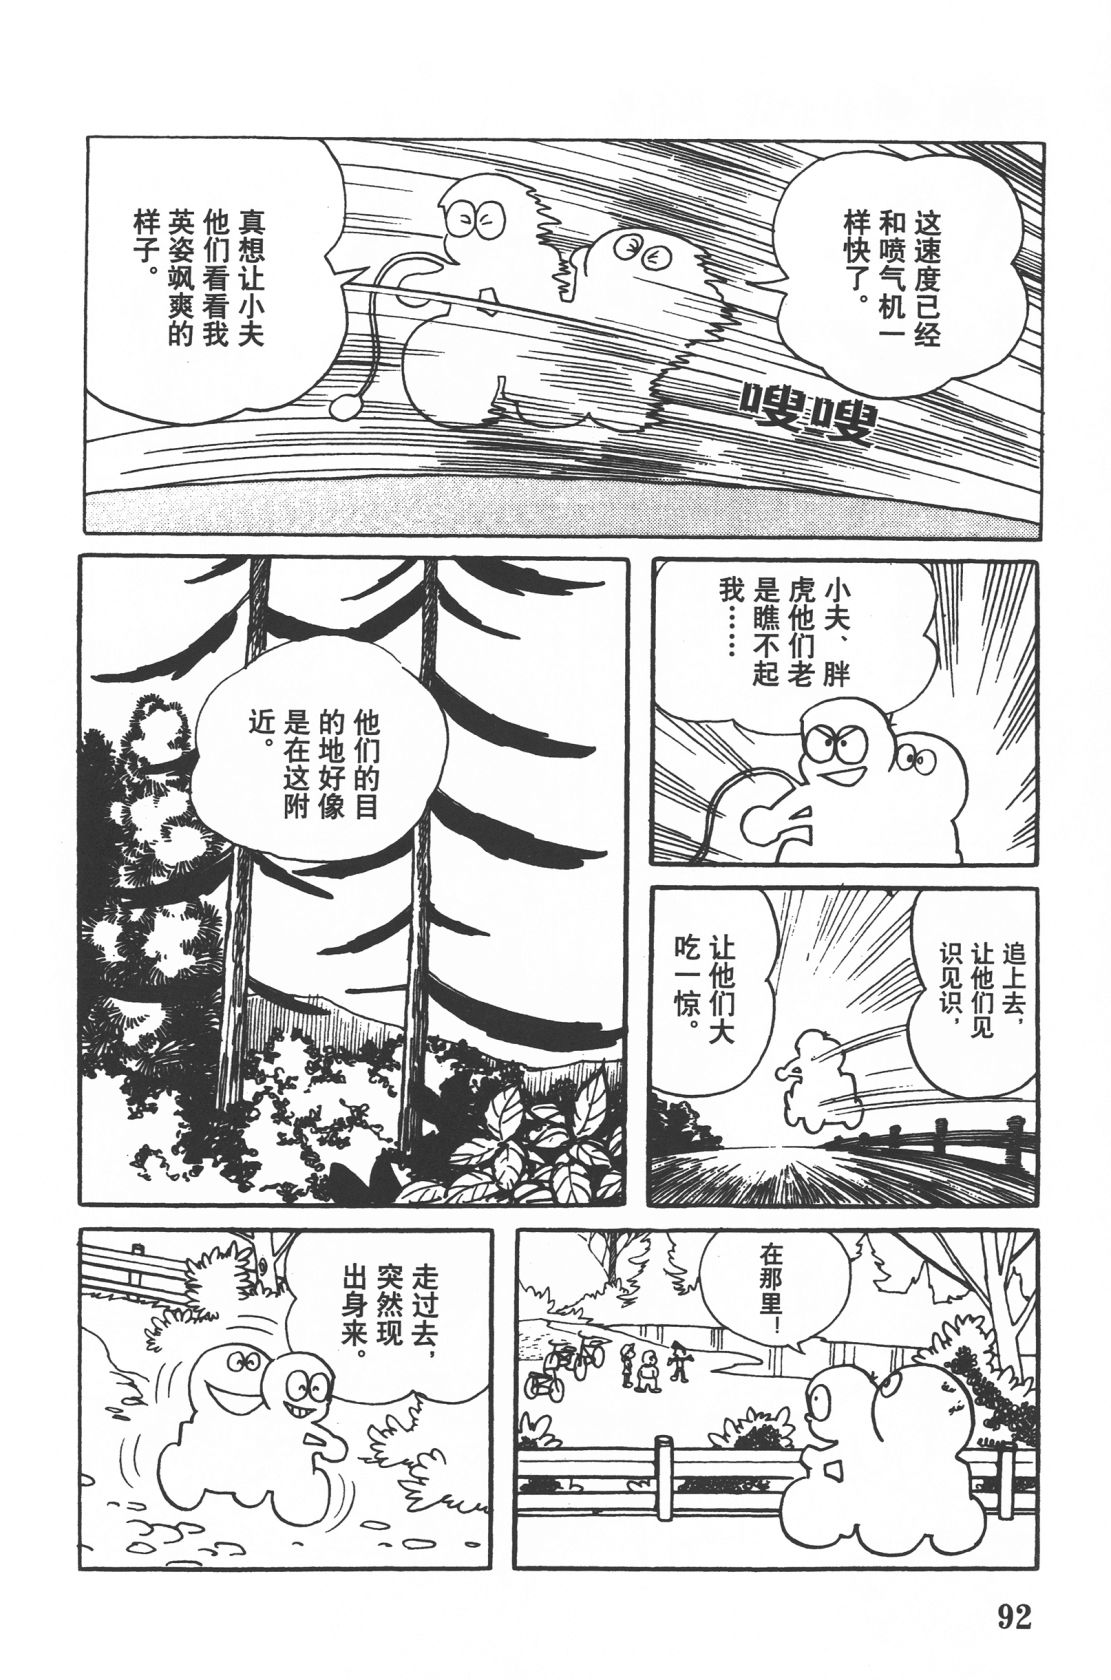 这速度已经
和喷气机一
样快了。
真想让小夫
他们看看我
英姿飒爽的
样子。
嗖嗖
小夫、胖
虎他们老
是瞧不起
我……
追上去，
让他们见
识见识，
让他们大
吃一惊。
他们的目
的地好像
是在这附
近。
在那里！
走过去，
突然现
出身来。
92